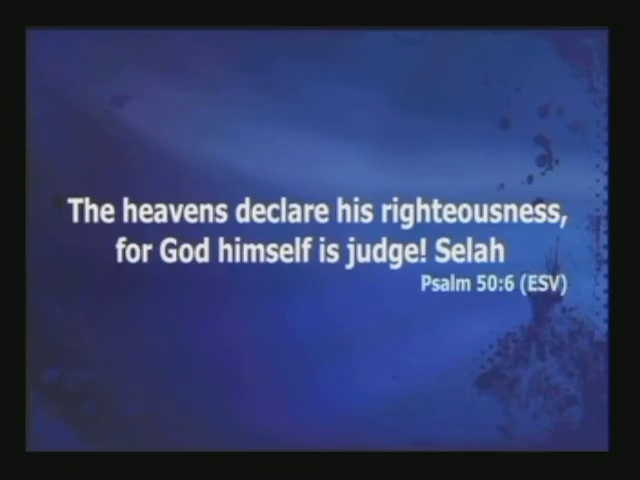 The heavens declare his righteousness,
for God himself is judge! Selah
Psalm 50:6 (ESV)